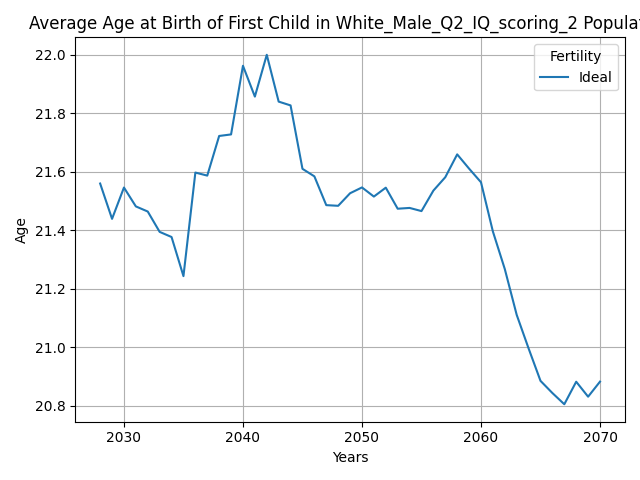 Average Age at Birth of First Child in White_Male_Q2_IQ_scoring_2
Fertility
Ideal
22.0
21.8
21.6
21.4
21.2
21.0
20.8
Age
2030 2040 2050 2060 2070
Years